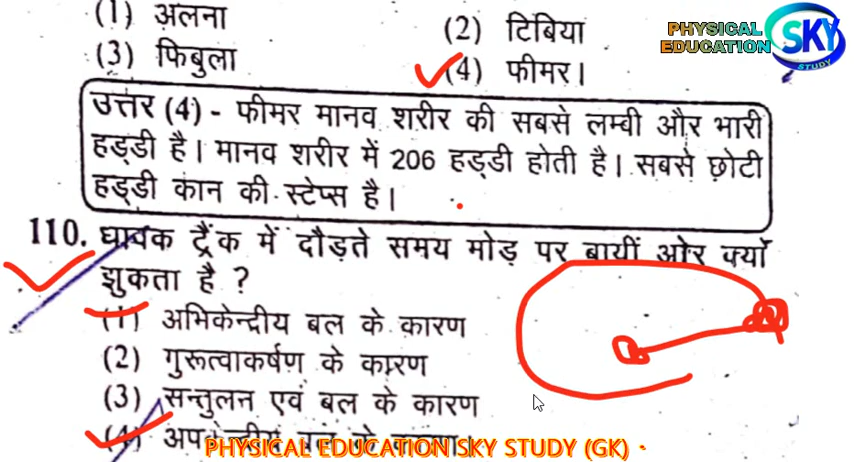 (1) अलना
(2) टिबिया
PHYSICAL
EDUCATION
SKY
STUDY
(3) फिबुला
(4) फीमर।
उत्तर (4) - फीमर मानव शरीर की सबसे लम्बी और भारी
हड्डी है। मानव शरीर में 206 हड्डी होती है। सबसे छोटी
हड्डी कान की स्टेप्स है।
110. धावक ट्रैक में दौड़ते समय मोड़ पर बायीं ओर क्यों
झुकता है ?
(1) अभिकेन्द्रीय बल के कारण
(2) गुरूत्वाकर्षण के कारण
(3) सन्तुलन एवं बल के कारण
(4)
PHYSICAL EDUCATION SKY STUDY (GK)